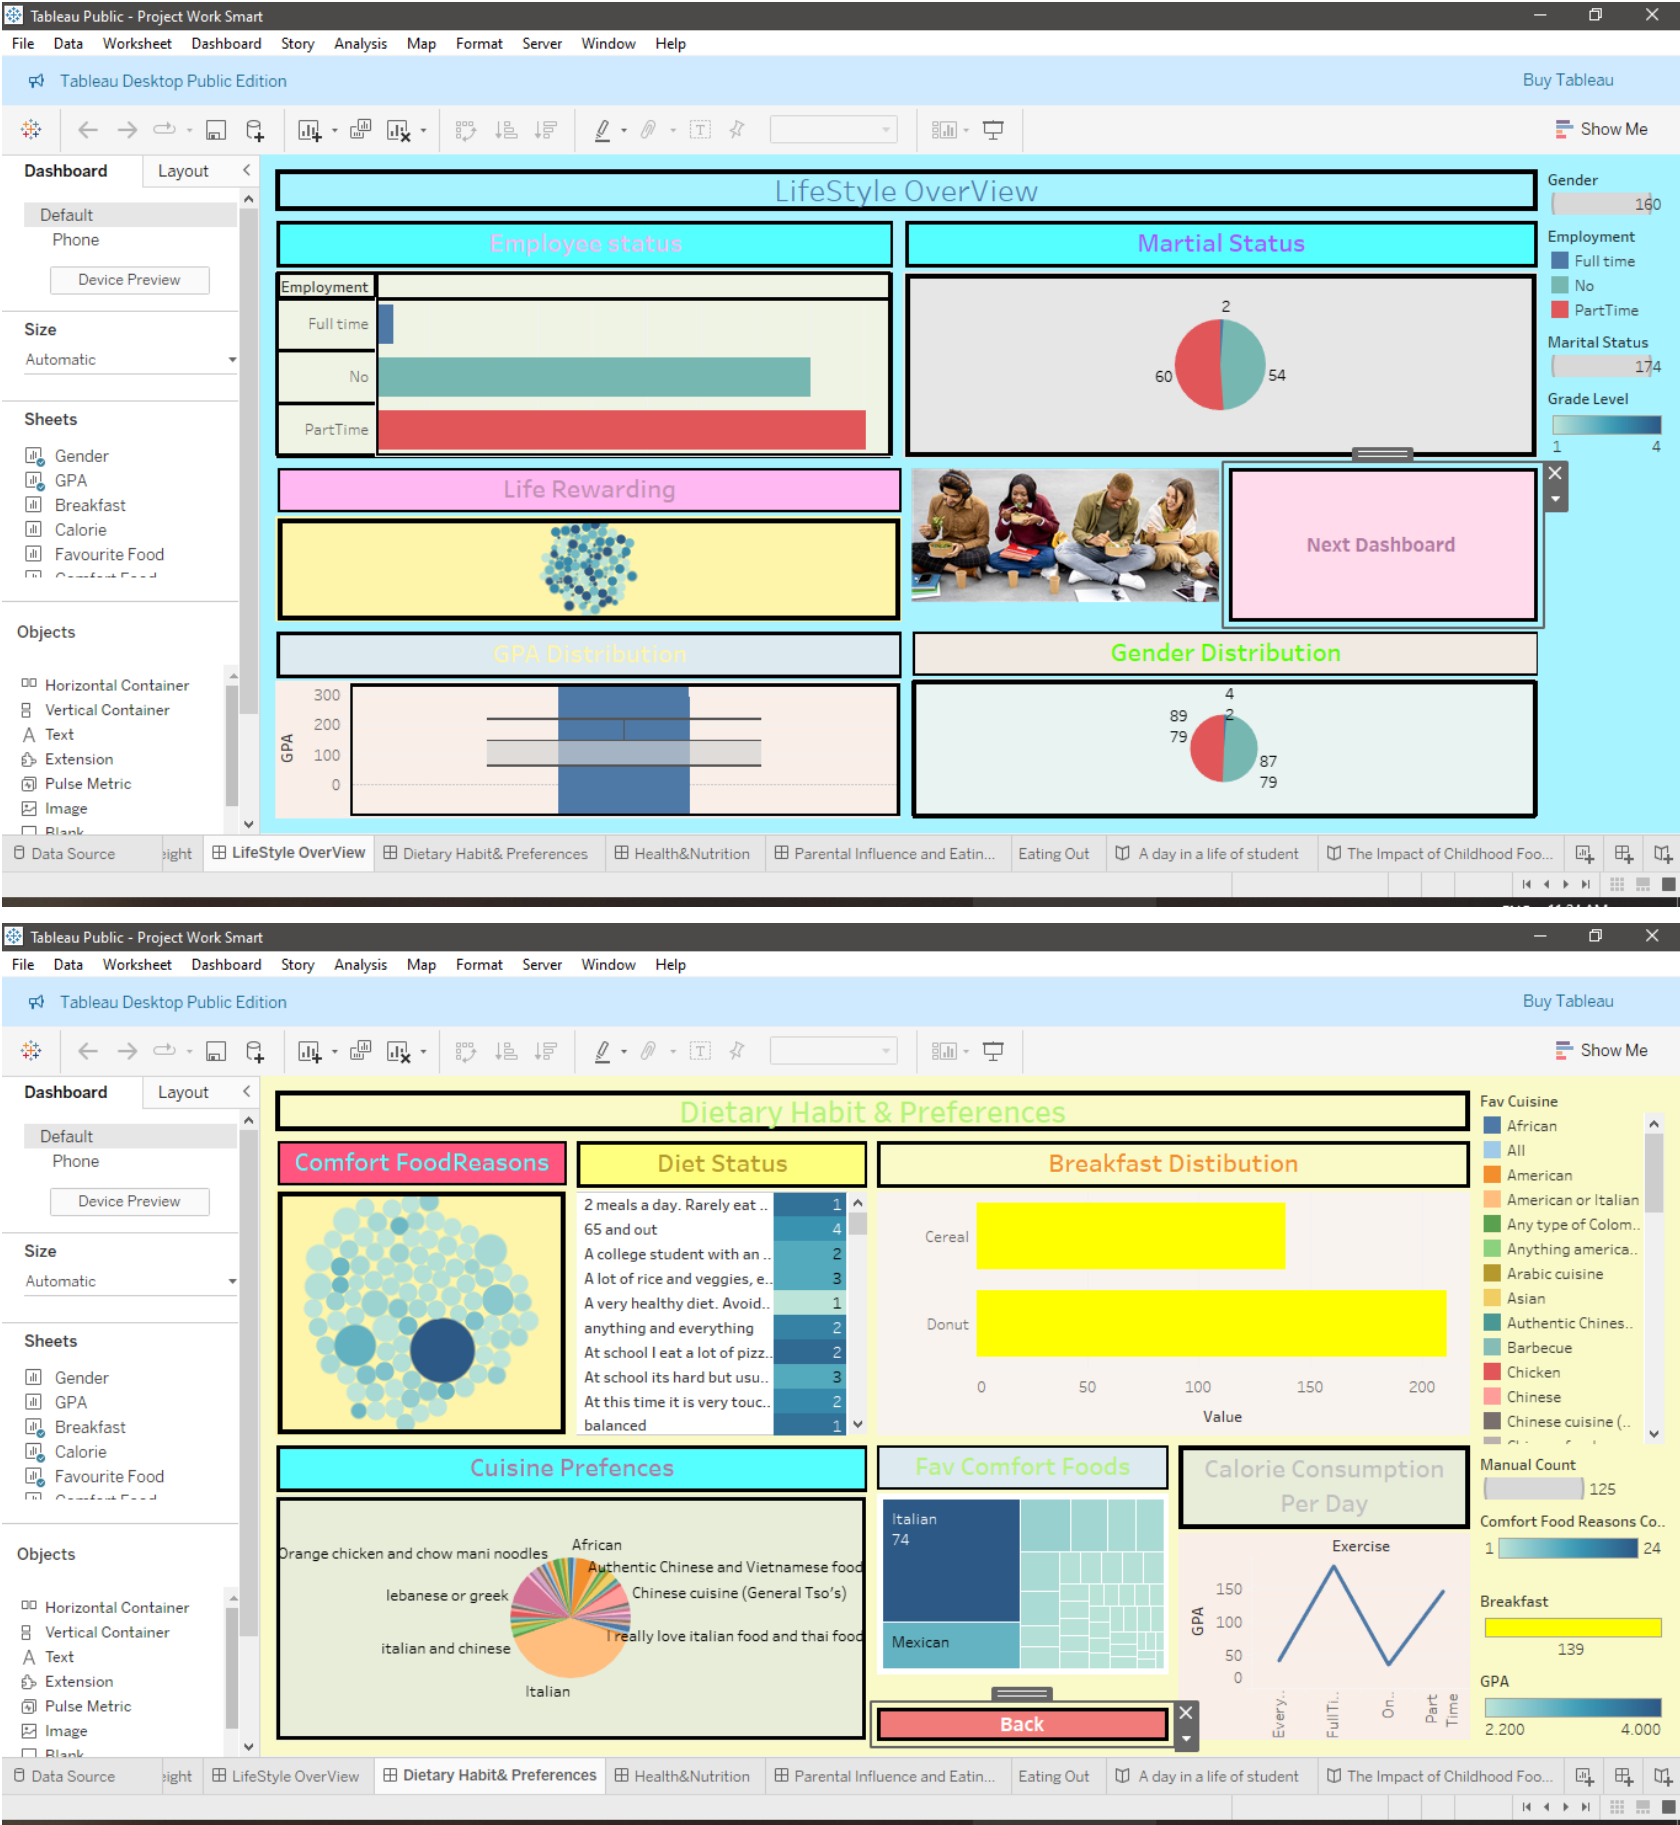 Tableau Public - Project Work Smart
File Data Worksheet Dashboard Story Analysis Map Format Server Window Help
Tableau Desktop Public Edition
Buy Tableau
Show Me
Dashboard
Layout
Default
Phone
Device Preview
Size
Automatic
Sheets
Gender
GPA
Breakfast
Calorie
Favourite Food
Comfort Food
Objects
Horizontal Container
Vertical Container
Text
Extension
Pulse Metric
Image
Blank
LifeStyle OverView
Employee status
Employment
Full time
No
PartTime
Martial Status
2
60
54
Life Rewarding
Next Dashboard
GPA Distribution
GPA
300
200
100
0
Gender Distribution
4
2
89
79
87
79
Gender
160
Employment
Full time
No
PartTime
Marital Status
174
Grade Level
1 4
Data Source
eight
LifeStyle OverView
Dietary Habit& Preferences
Health&Nutrition
Parental Influence and Eatin...
Eating Out
A day in a life of student
The Impact of Childhood Foo...
Tableau Public - Project Work Smart
File Data Worksheet Dashboard Story Analysis Map Format Server Window Help
Tableau Desktop Public Edition
Buy Tableau
Show Me
Dashboard
Layout
Default
Phone
Device Preview
Size
Automatic
Sheets
Gender
GPA
Breakfast
Calorie
Favourite Food
Comfort Food
Objects
Horizontal Container
Vertical Container
Text
Extension
Pulse Metric
Image
Blank
Dietary Habit & Preferences
Comfort FoodReasons
Diet Status
2 meals a day. Rarely eat .. 1
65 and out 4
A college student with an .. 2
A lot of rice and veggies, e.. 3
A very healthy diet. Avoid.. 1
anything and everything 2
At school I eat a lot of pizz.. 2
At school its hard but usu.. 3
At this time it is very touc.. 2
balanced 1
Breakfast Distibution
Cereal
Donut
0 50 100 150 200
Value
Cuisine Prefences
African
Orange chicken and chow mani noodles
Authentic Chinese and Vietnamese food
lebanese or greek
Chinese cuisine (General Tso's)
I really love italian food and thai food
italian and chinese
Italian
Fav Comfort Foods
Italian
74
Mexican
Back
Calorie Consumption
Per Day
Exercise
GPA
150
100
50
0
Every..
FullTi..
On..
Part
Time
Fav Cuisine
African
All
American
American or Italian
Any type of Colom..
Anything america..
Arabic cuisine
Asian
Authentic Chines..
Barbecue
Chicken
Chinese
Chinese cuisine (..
Manual Count
125
Comfort Food Reasons Co..
1 24
Breakfast
139
GPA
2.200 4.000
Data Source
eight
LifeStyle OverView
Dietary Habit& Preferences
Health&Nutrition
Parental Influence and Eatin...
Eating Out
A day in a life of student
The Impact of Childhood Foo...